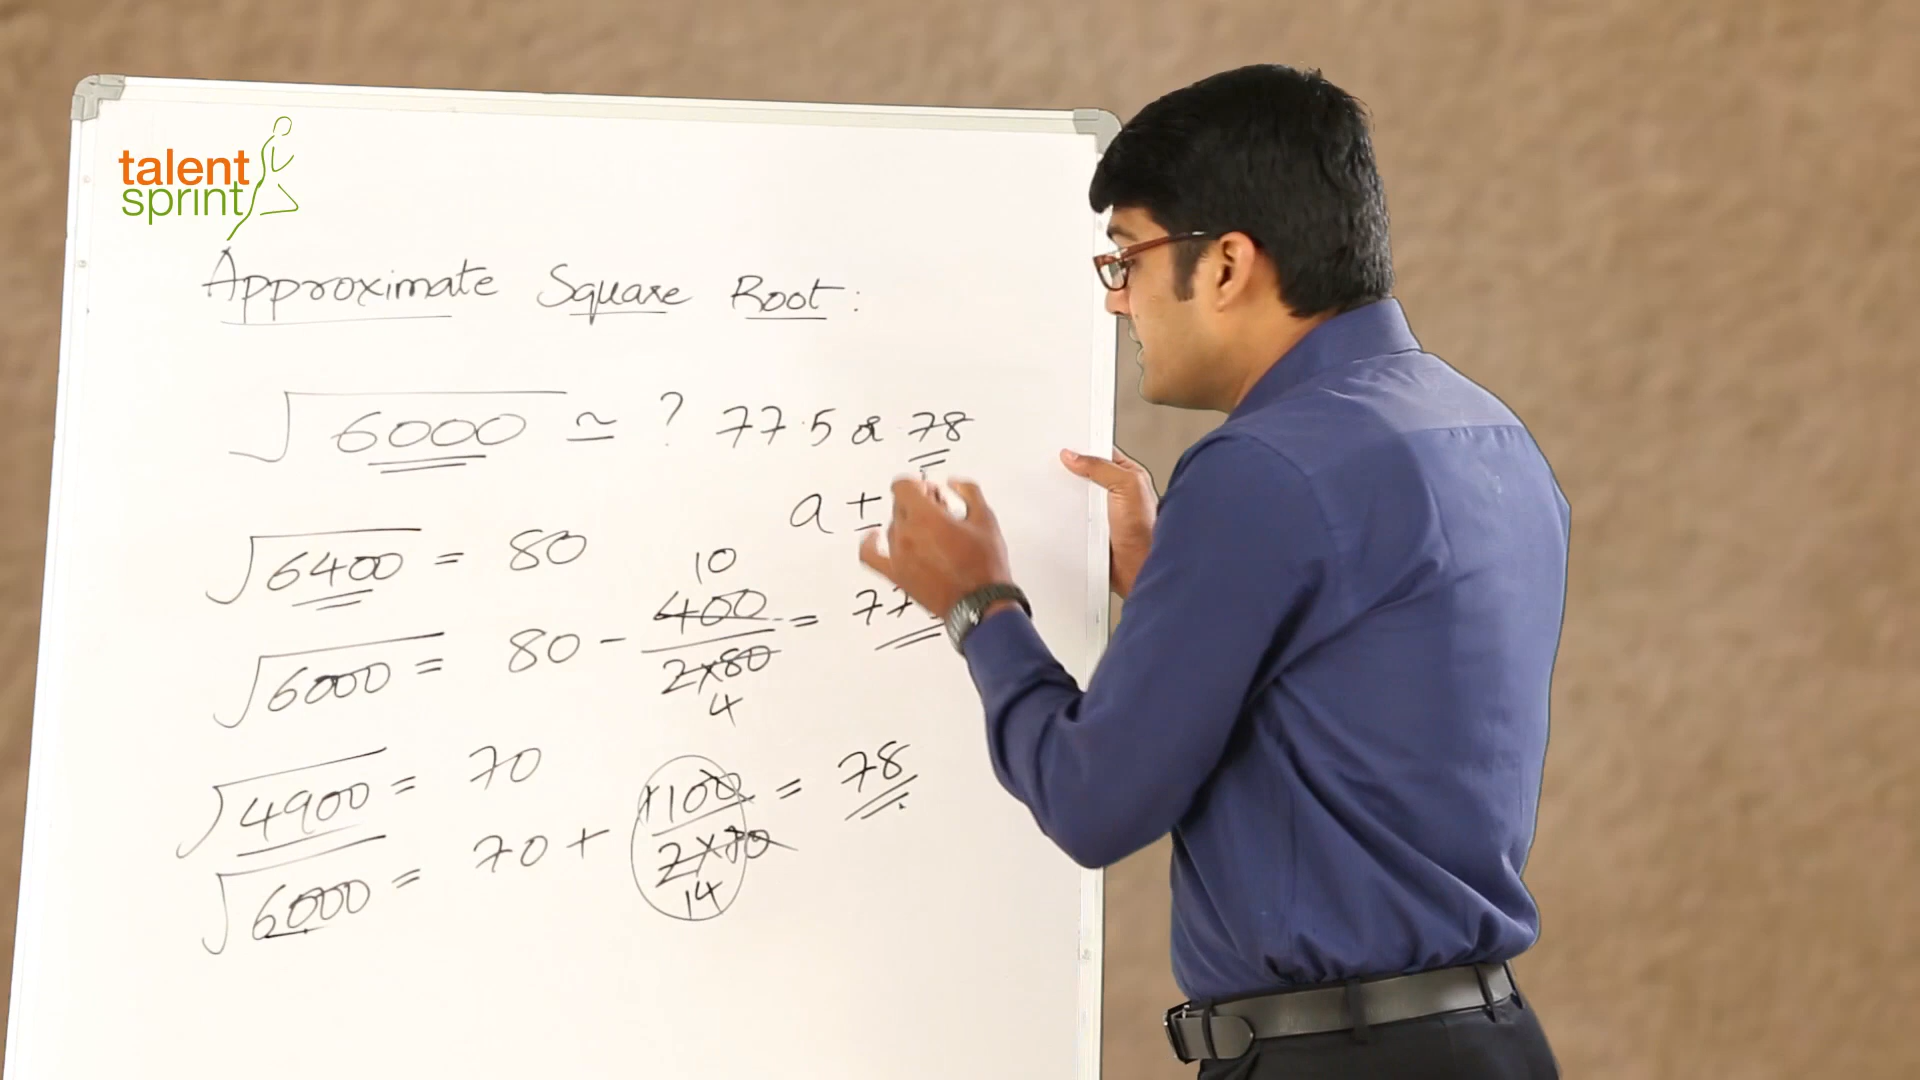 talent
sprint
Approximate Square Root :
√6000 ≃ ? 77.5 or 78
a ±
√6400 = 80
√6000 = 80 - 400/2×80 = 77
10
4
√4900 = 70
√6000 = 70 + 1100/2×70 = 78
14